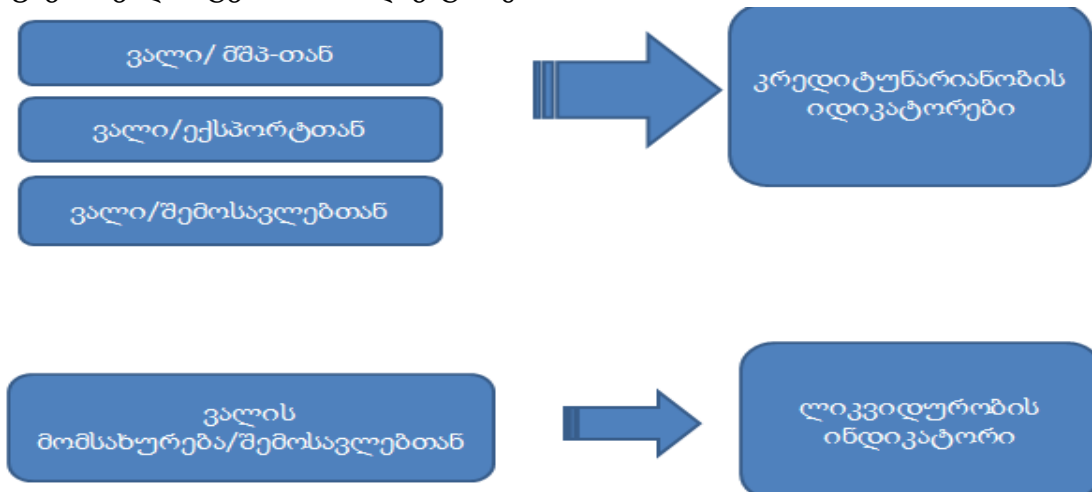 ვალი/ მშპ-თან
ვალი/ექსპორტთან
ვალი/შემოსავლებთან
კრედიტუნარიანობის
იდიკატორები
ვალის
მომსახურება/შემოსავლებთან
ლიკვიდურობის
ინდიკატორი